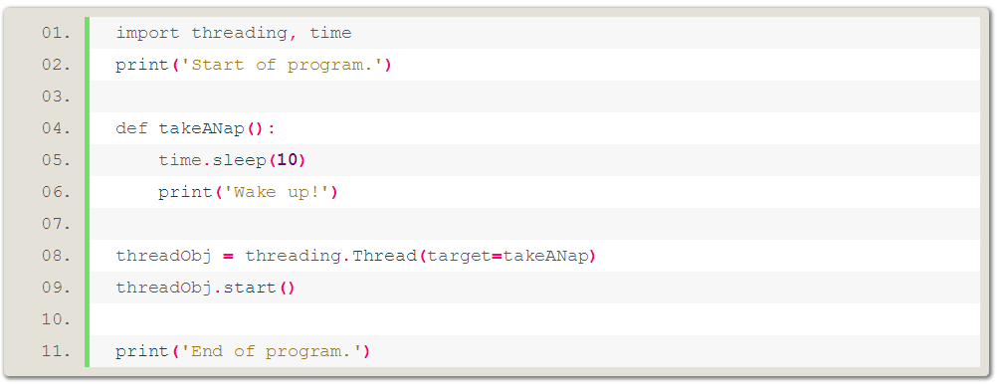 01. import threading, time
02. print('Start of program.')
03.
04. def takeANap():
05.     time.sleep(10)
06.     print('Wake up!')
07.
08. threadObj = threading.Thread(target=takeANap)
09. threadObj.start()
10.
11. print('End of program.')